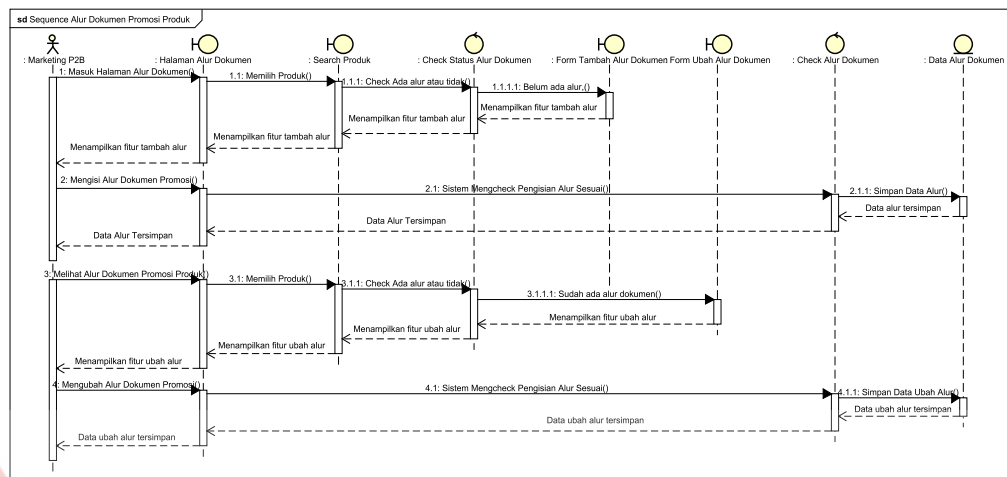 sd Sequence Alur Dokumen Promosi Produk
: Marketing P2B
: Halaman Alur Dokumen
: Search Produk
: Check Status Alur Dokumen
: Form Tambah Alur Dokumen
Form Ubah Alur Dokumen
: Check Alur Dokumen
: Data Alur Dokumen
1: Masuk Halaman Alur Dokumen()
1.1: Memilih Produk()
1.1.1: Check Ada alur atau tidak()
1.1.1.1: Belum ada alur,()
Menampilkan fitur tambah alur
Menampilkan fitur tambah alur
Menampilkan fitur tambah alur
Menampilkan fitur tambah alur
2: Mengisi Alur Dokumen Promosi()
2.1: Sistem Mengcheck Pengisian Alur Sesuai()
2.1.1: Simpan Data Alur()
Data alur tersimpan
Data Alur Tersimpan
Data Alur Tersimpan
3: Melihat Alur Dokumen Promosi Produk()
3.1: Memilih Produk()
3.1.1: Check Ada alur atau tidak()
3.1.1.1: Sudah ada alur dokumen()
Menampilkan fitur ubah alur
Menampilkan fitur ubah alur
Menampilkan fitur ubah alur
Menampilkan fitur ubah alur
4: Mengubah Alur Dokumen Promosi()
4.1: Sistem Mengcheck Pengisian Alur Sesuai()
4.1.1: Simpan Data Ubah Alur()
Data ubah alur tersimpan
Data ubah alur tersimpan
Data ubah alur tersimpan